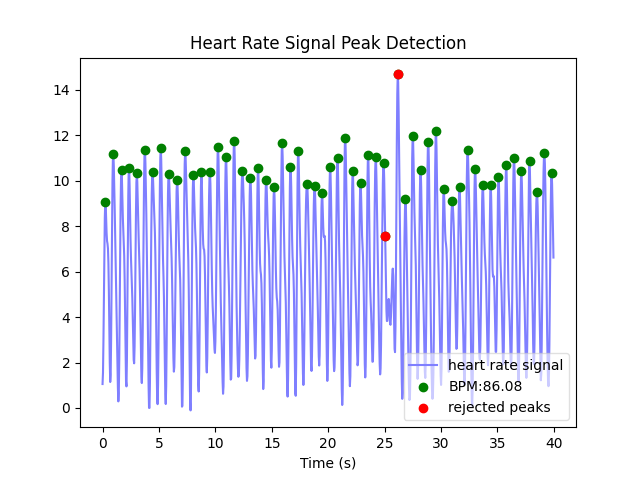 Heart Rate Signal Peak Detection
14
12
10
8
6
4
2
0
heart rate signal
BPM:86.08
rejected peaks
0 5 10 15 20 25 30 35 40
Time (s)